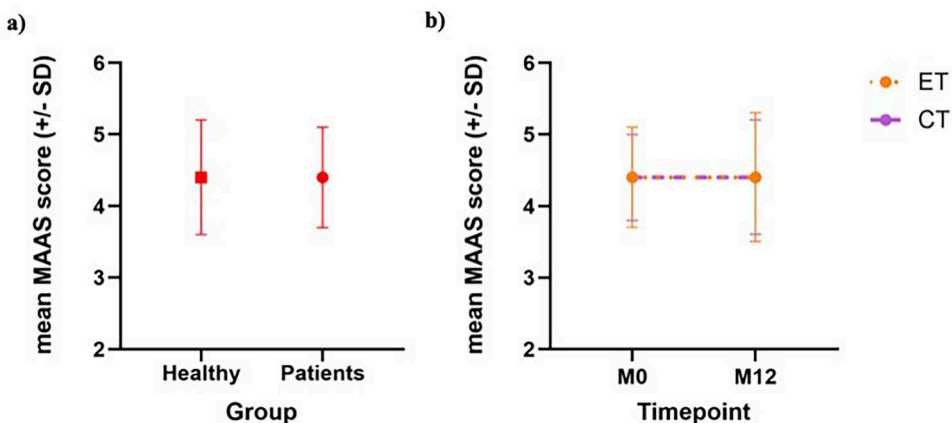 a)
mean MAAS score (+/- SD)
6
5
4
3
2
Healthy
Patients
Group
b)
mean MAAS score (+/- SD)
6
5
4
3
2
M0
M12
Timepoint
ET
CT